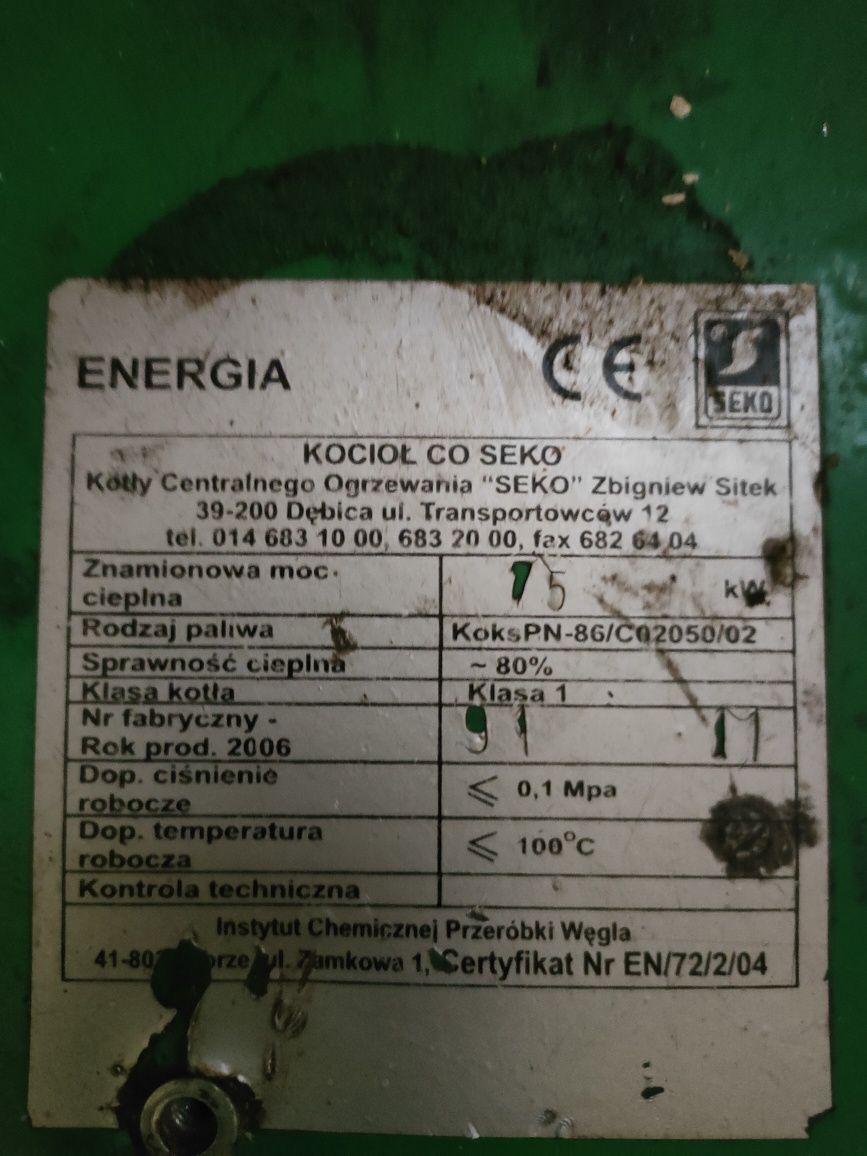 ENERGIA
CE
SEKO
KOCIOŁ CO SEKO
Kotły Centralnego Ogrzewania "SEKO" Zbigniew Sitek
39-200 Dębica ul. Transportowców 12
tel. 014 683 10 00, 683 20 00, fax 682 64 04
Znamionowa moc cieplna 15 kW
Rodzaj paliwa KoksPN-86/C02050/02
Sprawność cieplna ~ 80%
Klasa kotła Klasa 1
Nr fabryczny -
Rok prod. 2006 91
Dop. ciśnienie robocze ≤ 0,1 Mpa
Dop. temperatura robocza ≤ 100°C
Kontrola techniczna
Instytut Chemicznej Przeróbki Węgla
ul. Zamkowa 1, Certyfikat Nr EN/72/2/04